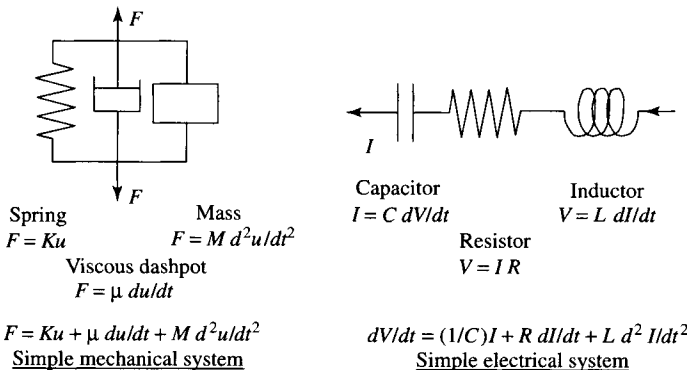 F
F
Spring
F = Ku
Mass
F = M d²u/dt²
Viscous dashpot
F = μ du/dt
F = Ku + μ du/dt + M d²u/dt²
Simple mechanical system
I
Capacitor
I = C dV/dt
Inductor
V = L dI/dt
Resistor
V = I R
dV/dt = (1/C)I + R dI/dt + L d² I/dt²
Simple electrical system